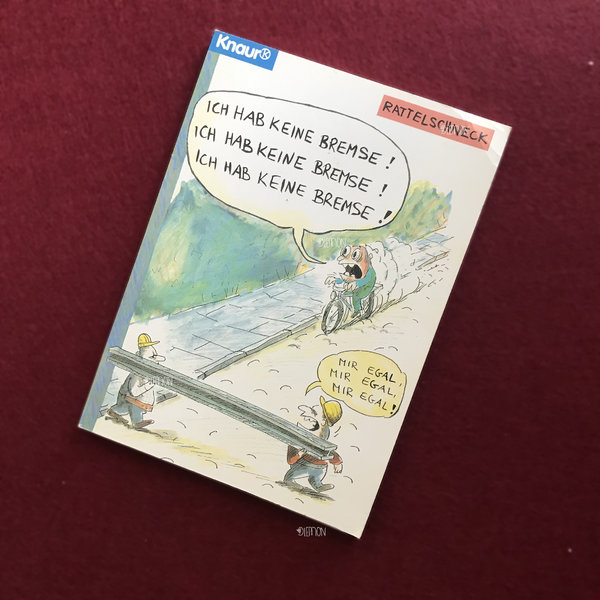 Knaur K
RATTELSCHNECK
ICH HAB KEINE BREMSE!
ICH HAB KEINE BREMSE!
ICH HAB KEINE BREMSE!
MIR EGAL,
MIR EGAL,
MIR EGAL!
DLEMON